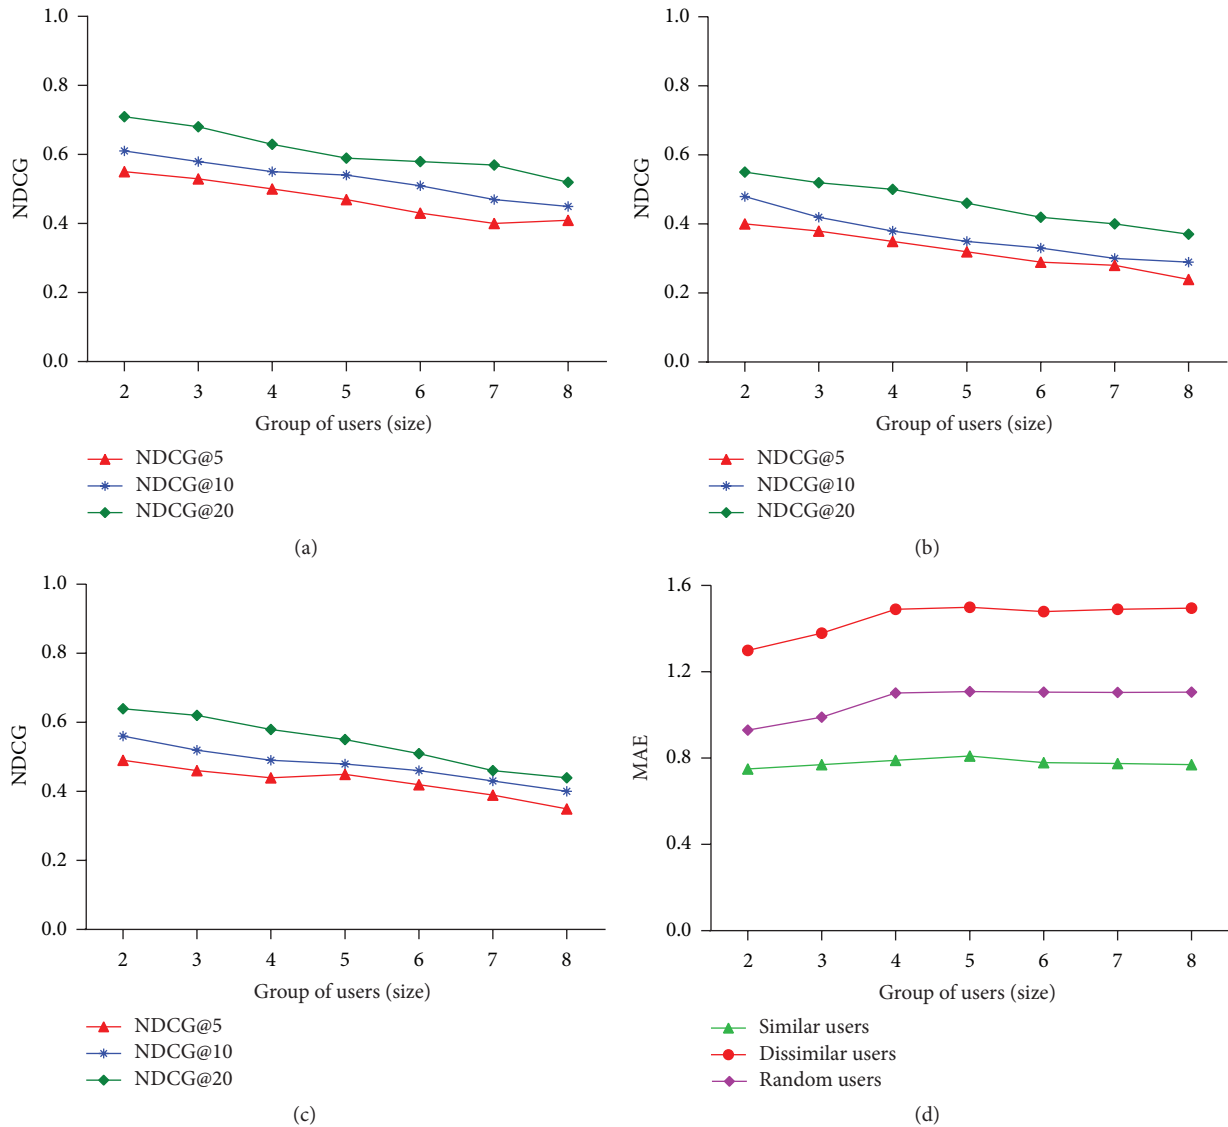 1.0
0.8
0.6
0.4
0.2
0.0
NDCG
2 3 4 5 6 7 8
Group of users (size)
NDCG@5
NDCG@10
NDCG@20
(a)
1.0
0.8
0.6
0.4
0.2
0.0
NDCG
2 3 4 5 6 7 8
Group of users (size)
NDCG@5
NDCG@10
NDCG@20
(b)
1.0
0.8
0.6
0.4
0.2
0.0
NDCG
2 3 4 5 6 7 8
Group of users (size)
NDCG@5
NDCG@10
NDCG@20
(c)
1.6
1.2
0.8
0.4
0.0
MAE
2 3 4 5 6 7 8
Group of users (size)
Similar users
Dissimilar users
Random users
(d)